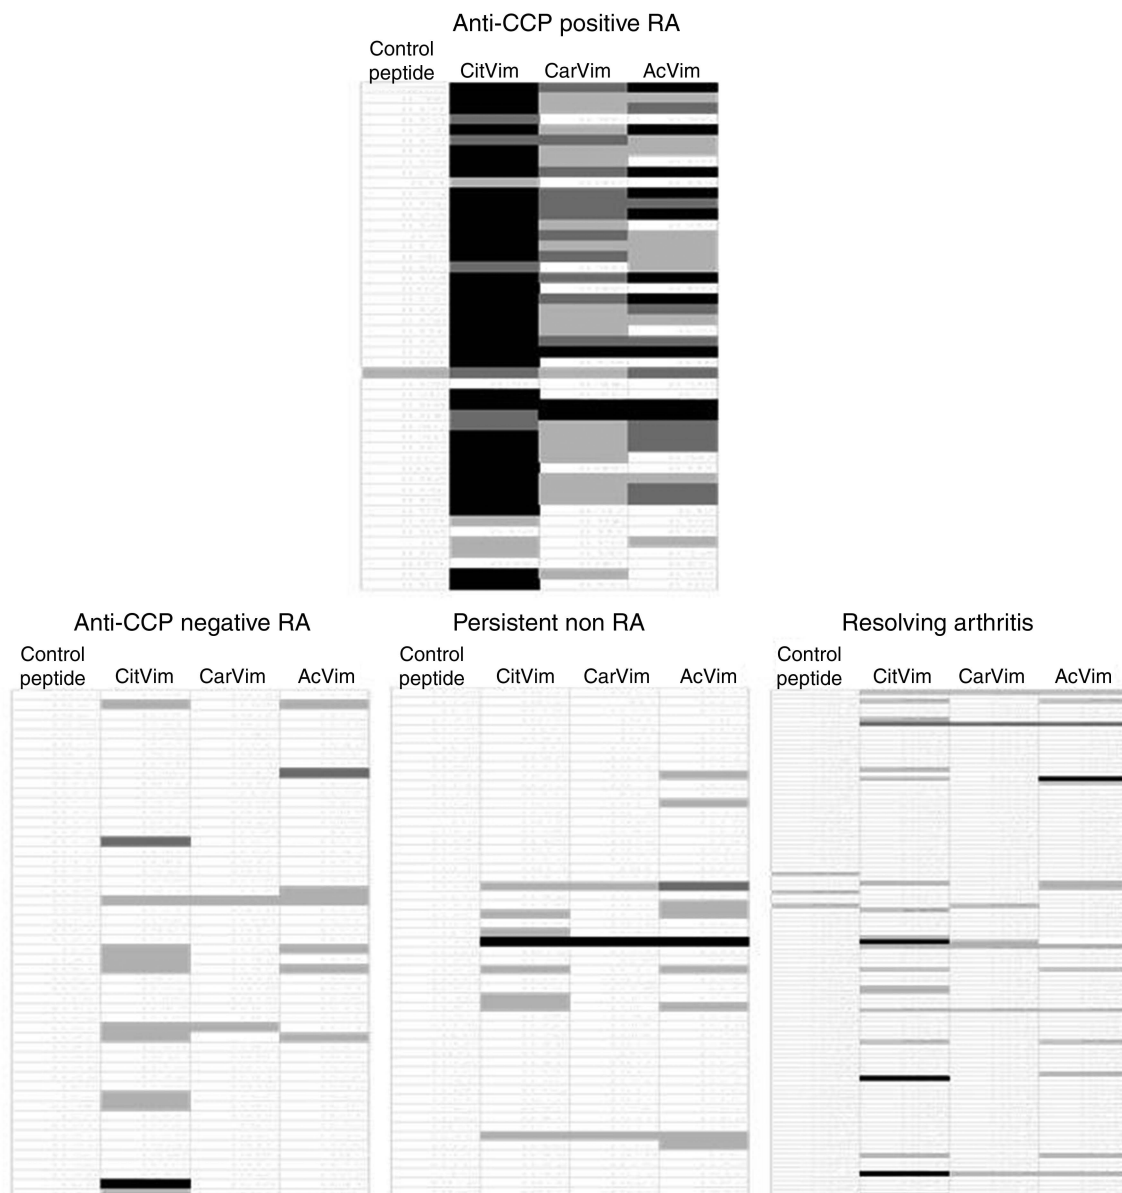 Anti-CCP positive RA
Control
peptide CitVim CarVim AcVim
Anti-CCP negative RA Persistent non RA Resolving arthritis
Control Control Control
peptide CitVim CarVim AcVim peptide CitVim CarVim AcVim peptide CitVim CarVim AcVim